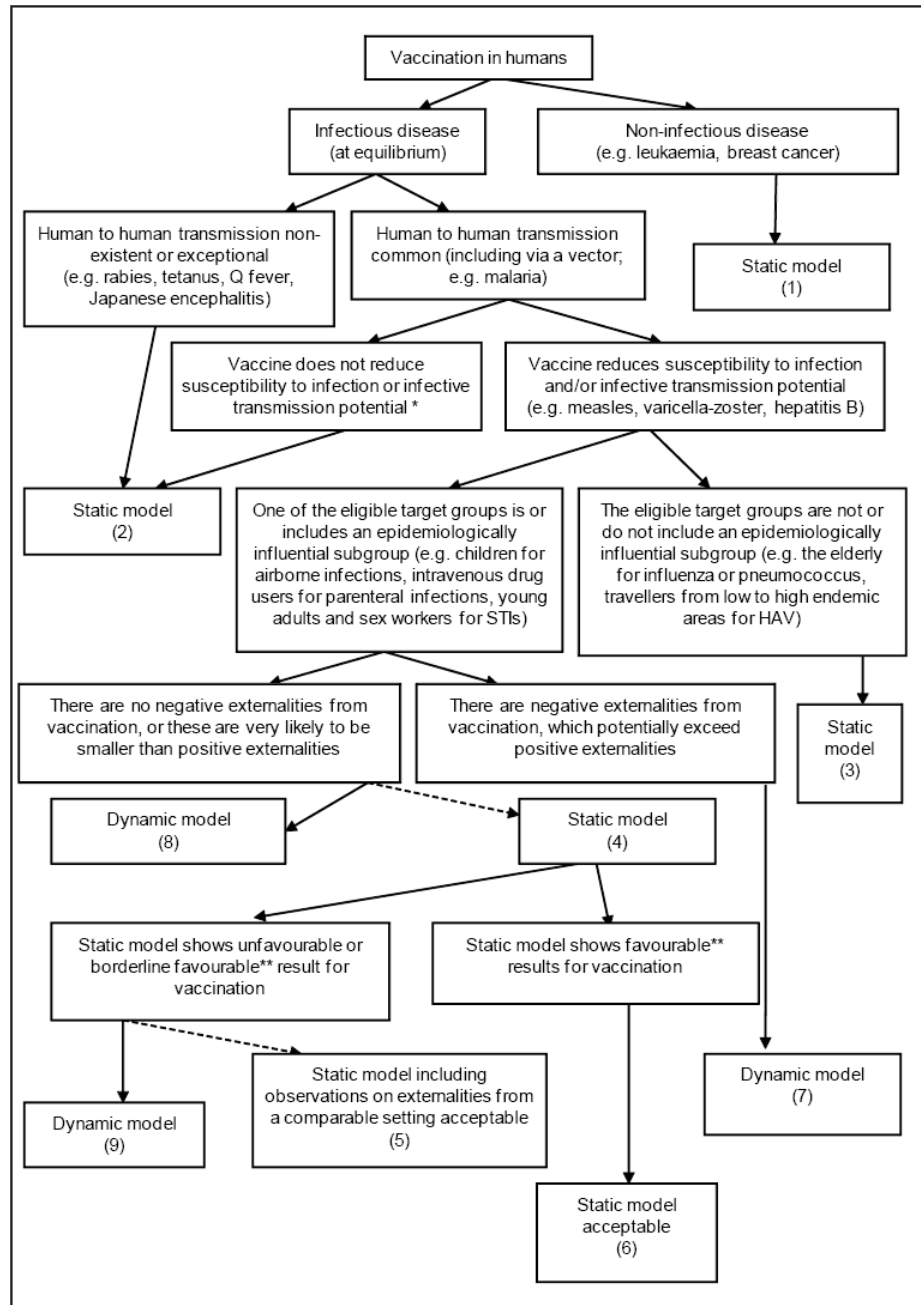 Vaccination in humans
Infectious disease
(at equilibrium)
Non-infectious disease
(e.g. leukaemia, breast cancer)
Human to human transmission non-
existent or exceptional
(e.g. rabies, tetanus, Q fever,
Japanese encephalitis)
Human to human transmission
common (including via a vector;
e.g. malaria)
Static model
(1)
Vaccine does not reduce
susceptibility to infection or infective
transmission potential *
Vaccine reduces susceptibility to infection
and/or infective transmission potential
(e.g. measles, varicella-zoster, hepatitis B)
Static model
(2)
One of the eligible target groups is or
includes an epidemiologically
influential subgroup (e.g. children for
airborne infections, intravenous drug
users for parenteral infections, young
adults and sex workers for STIs)
The eligible target groups are not or
do not include an epidemiologically
influential subgroup (e.g. the elderly
for influenza or pneumococcus,
travellers from low to high endemic
areas for HAV)
There are no negative externalities from
vaccination, or these are very likely to be
smaller than positive externalities
There are negative externalities from
vaccination, which potentially exceed
positive externalities
Static
model
(3)
Dynamic model
(8)
Static model
(4)
Static model shows unfavourable or
borderline favourable** result for
vaccination
Static model shows favourable**
results for vaccination
Dynamic model
(9)
Static model including
observations on externalities from
a comparable setting acceptable
(5)
Dynamic model
(7)
Static model
acceptable
(6)